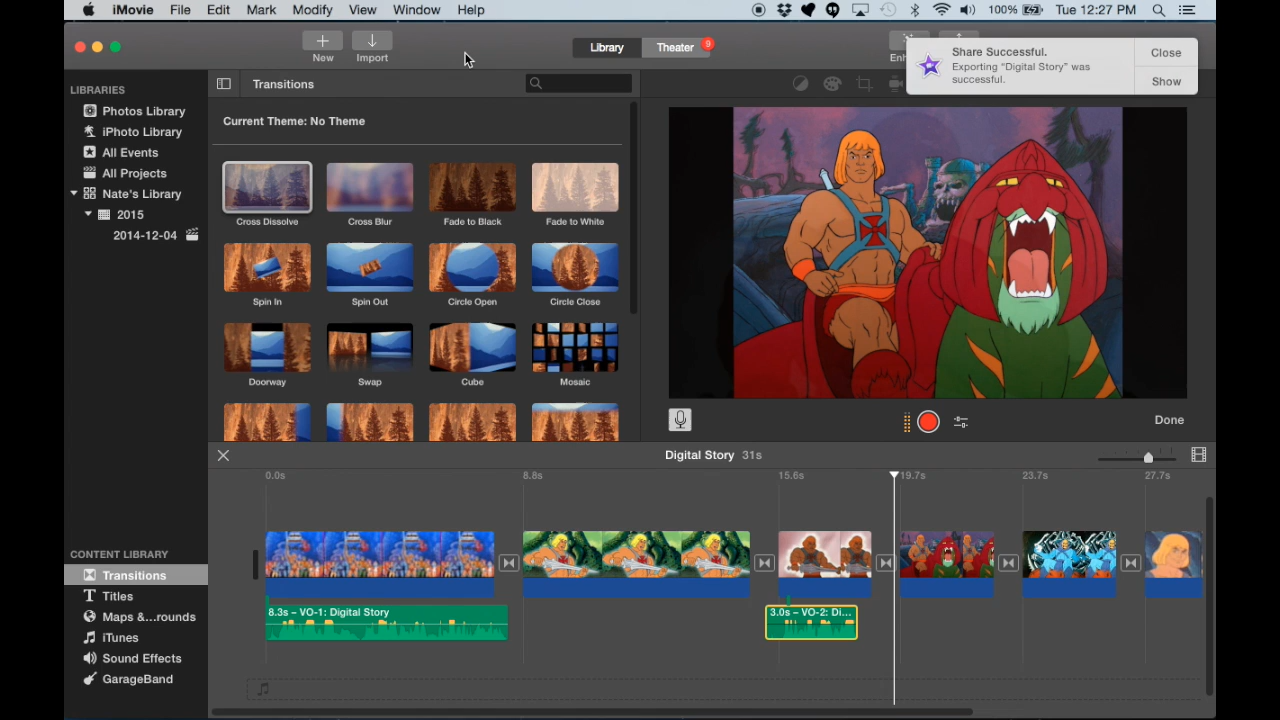 iMovie File Edit Mark Modify View Window Help 100% Tue 12:27 PM
New Import Library Theater 9
Share Successful.
Exporting “Digital Story” was
successful.
Close
Show
LIBRARIES
Photos Library
iPhoto Library
All Events
All Projects
Nate's Library
2015
2014-12-04
Transitions
Current Theme: No Theme
Cross Dissolve Cross Blur Fade to Black Fade to White
Spin In Spin Out Circle Open Circle Close
Doorway Swap Cube Mosaic
Done
Digital Story 31s
0.0s 8.8s 15.6s 19.7s 23.7s 27.7s
8.3s – VO-1: Digital Story
3.0s – VO-2: Di...
CONTENT LIBRARY
Transitions
Titles
Maps &...rounds
iTunes
Sound Effects
GarageBand